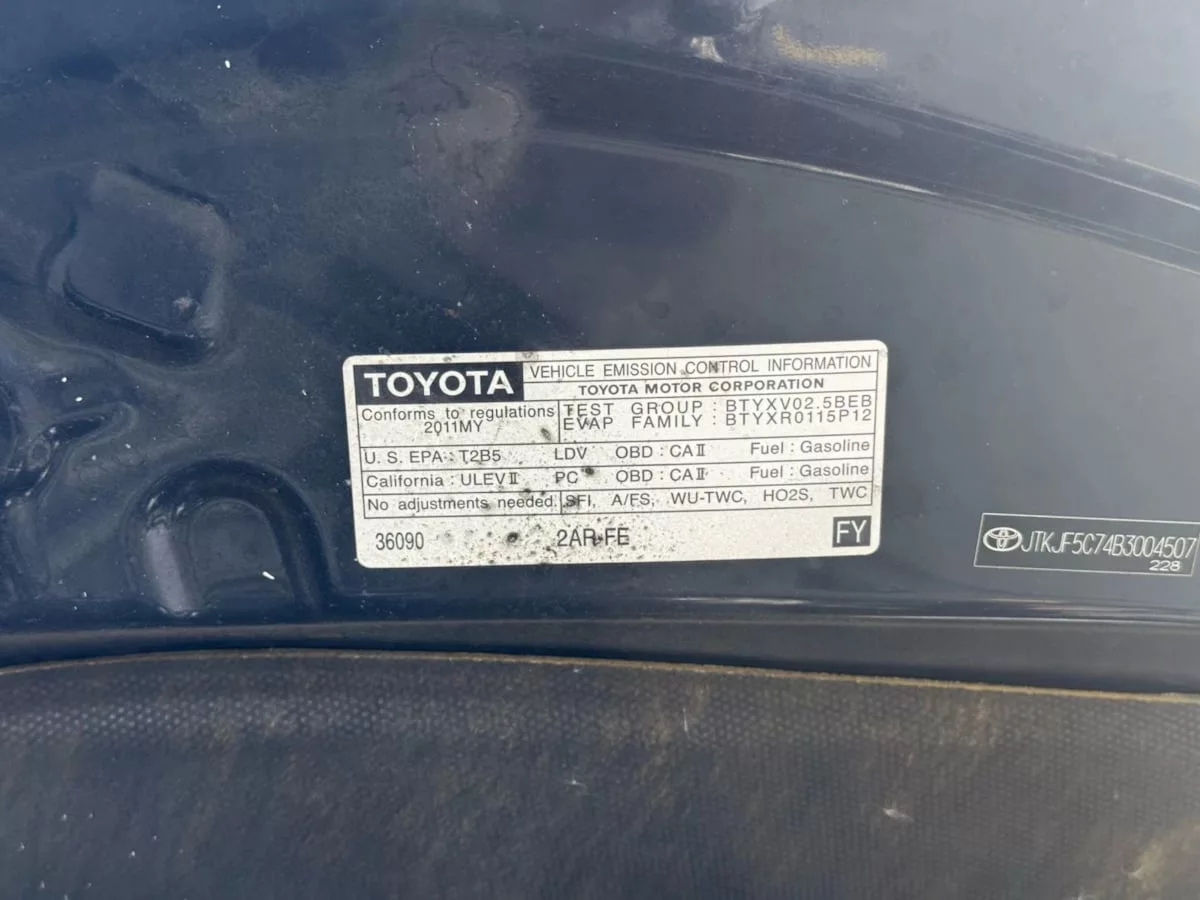 TOYOTA
VEHICLE EMISSION CONTROL INFORMATION
TOYOTA MOTOR CORPORATION
Conforms to regulations
2011MY
TEST GROUP : BTYXV02.5BEB
EVAP FAMILY : BTYXR0115P12
U. S. EPA : T2B5 LDV OBD : CAⅡ Fuel : Gasoline
California : ULEVⅡ PC OBD : CAⅡ Fuel : Gasoline
No adjustments needed. SFI, A/FS, WU-TWC, HO2S, TWC
36090 2AR-FE FY
JTKJF5C74B3004507
228